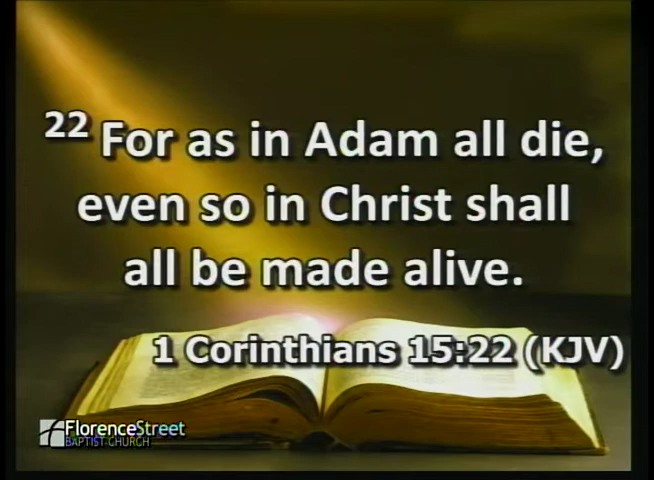 22 For as in Adam all die,
even so in Christ shall
all be made alive.
1 Corinthians 15:22 (KJV)
FlorenceStreet
BAPTIST CHURCH